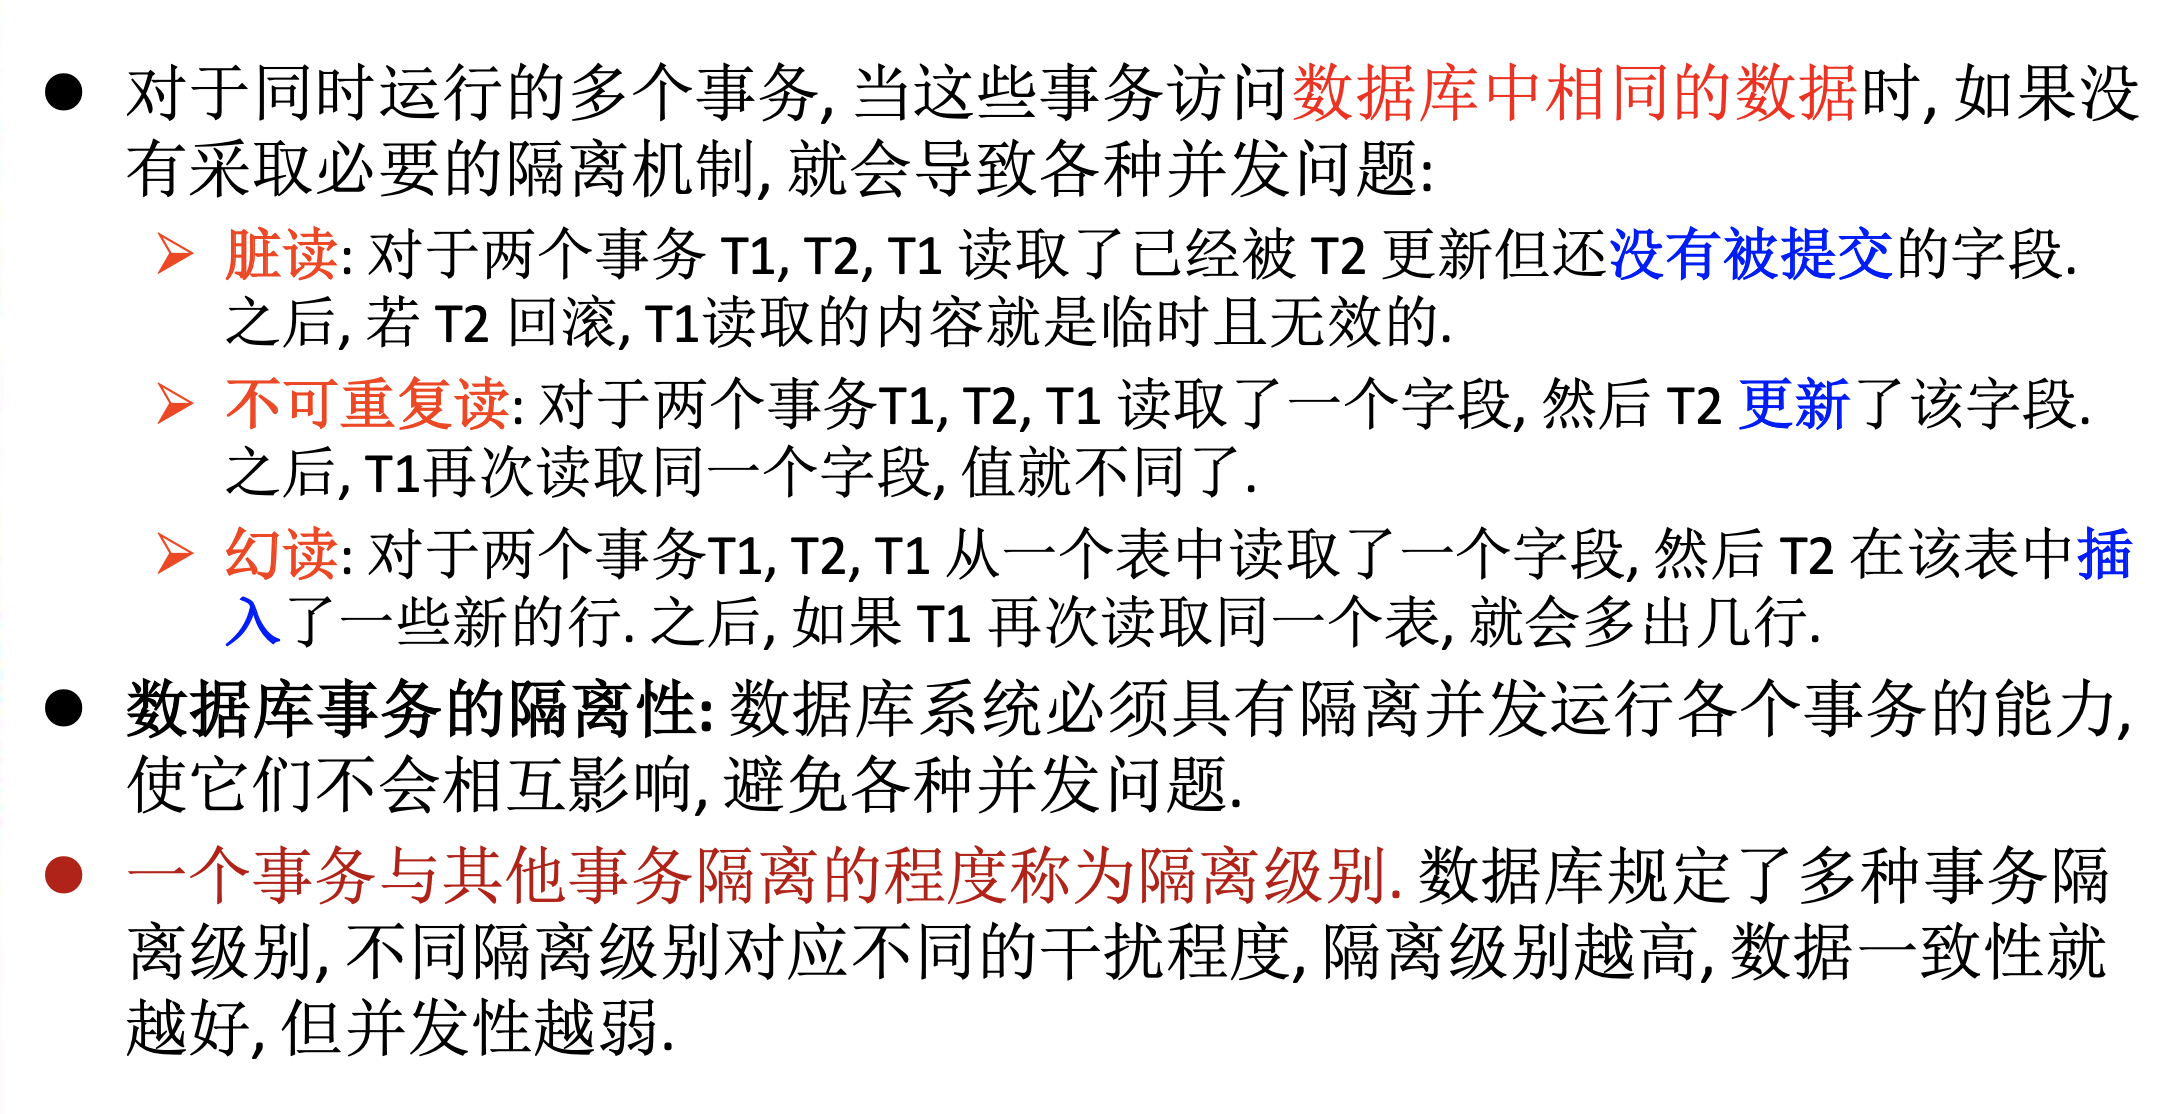 ● 对于同时运行的多个事务, 当这些事务访问数据库中相同的数据时, 如果没
有采取必要的隔离机制, 就会导致各种并发问题:
➢ 脏读: 对于两个事务 T1, T2, T1 读取了已经被 T2 更新但还没有被提交的字段.
之后, 若 T2 回滚, T1读取的内容就是临时且无效的.
➢ 不可重复读: 对于两个事务T1, T2, T1 读取了一个字段, 然后 T2 更新了该字段.
之后, T1再次读取同一个字段, 值就不同了.
➢ 幻读: 对于两个事务T1, T2, T1 从一个表中读取了一个字段, 然后 T2 在该表中插
入了一些新的行. 之后, 如果 T1 再次读取同一个表, 就会多出几行.
● 数据库事务的隔离性: 数据库系统必须具有隔离并发运行各个事务的能力,
使它们不会相互影响, 避免各种并发问题.
● 一个事务与其他事务隔离的程度称为隔离级别. 数据库规定了多种事务隔
离级别, 不同隔离级别对应不同的干扰程度, 隔离级别越高, 数据一致性就
越好, 但并发性越弱.